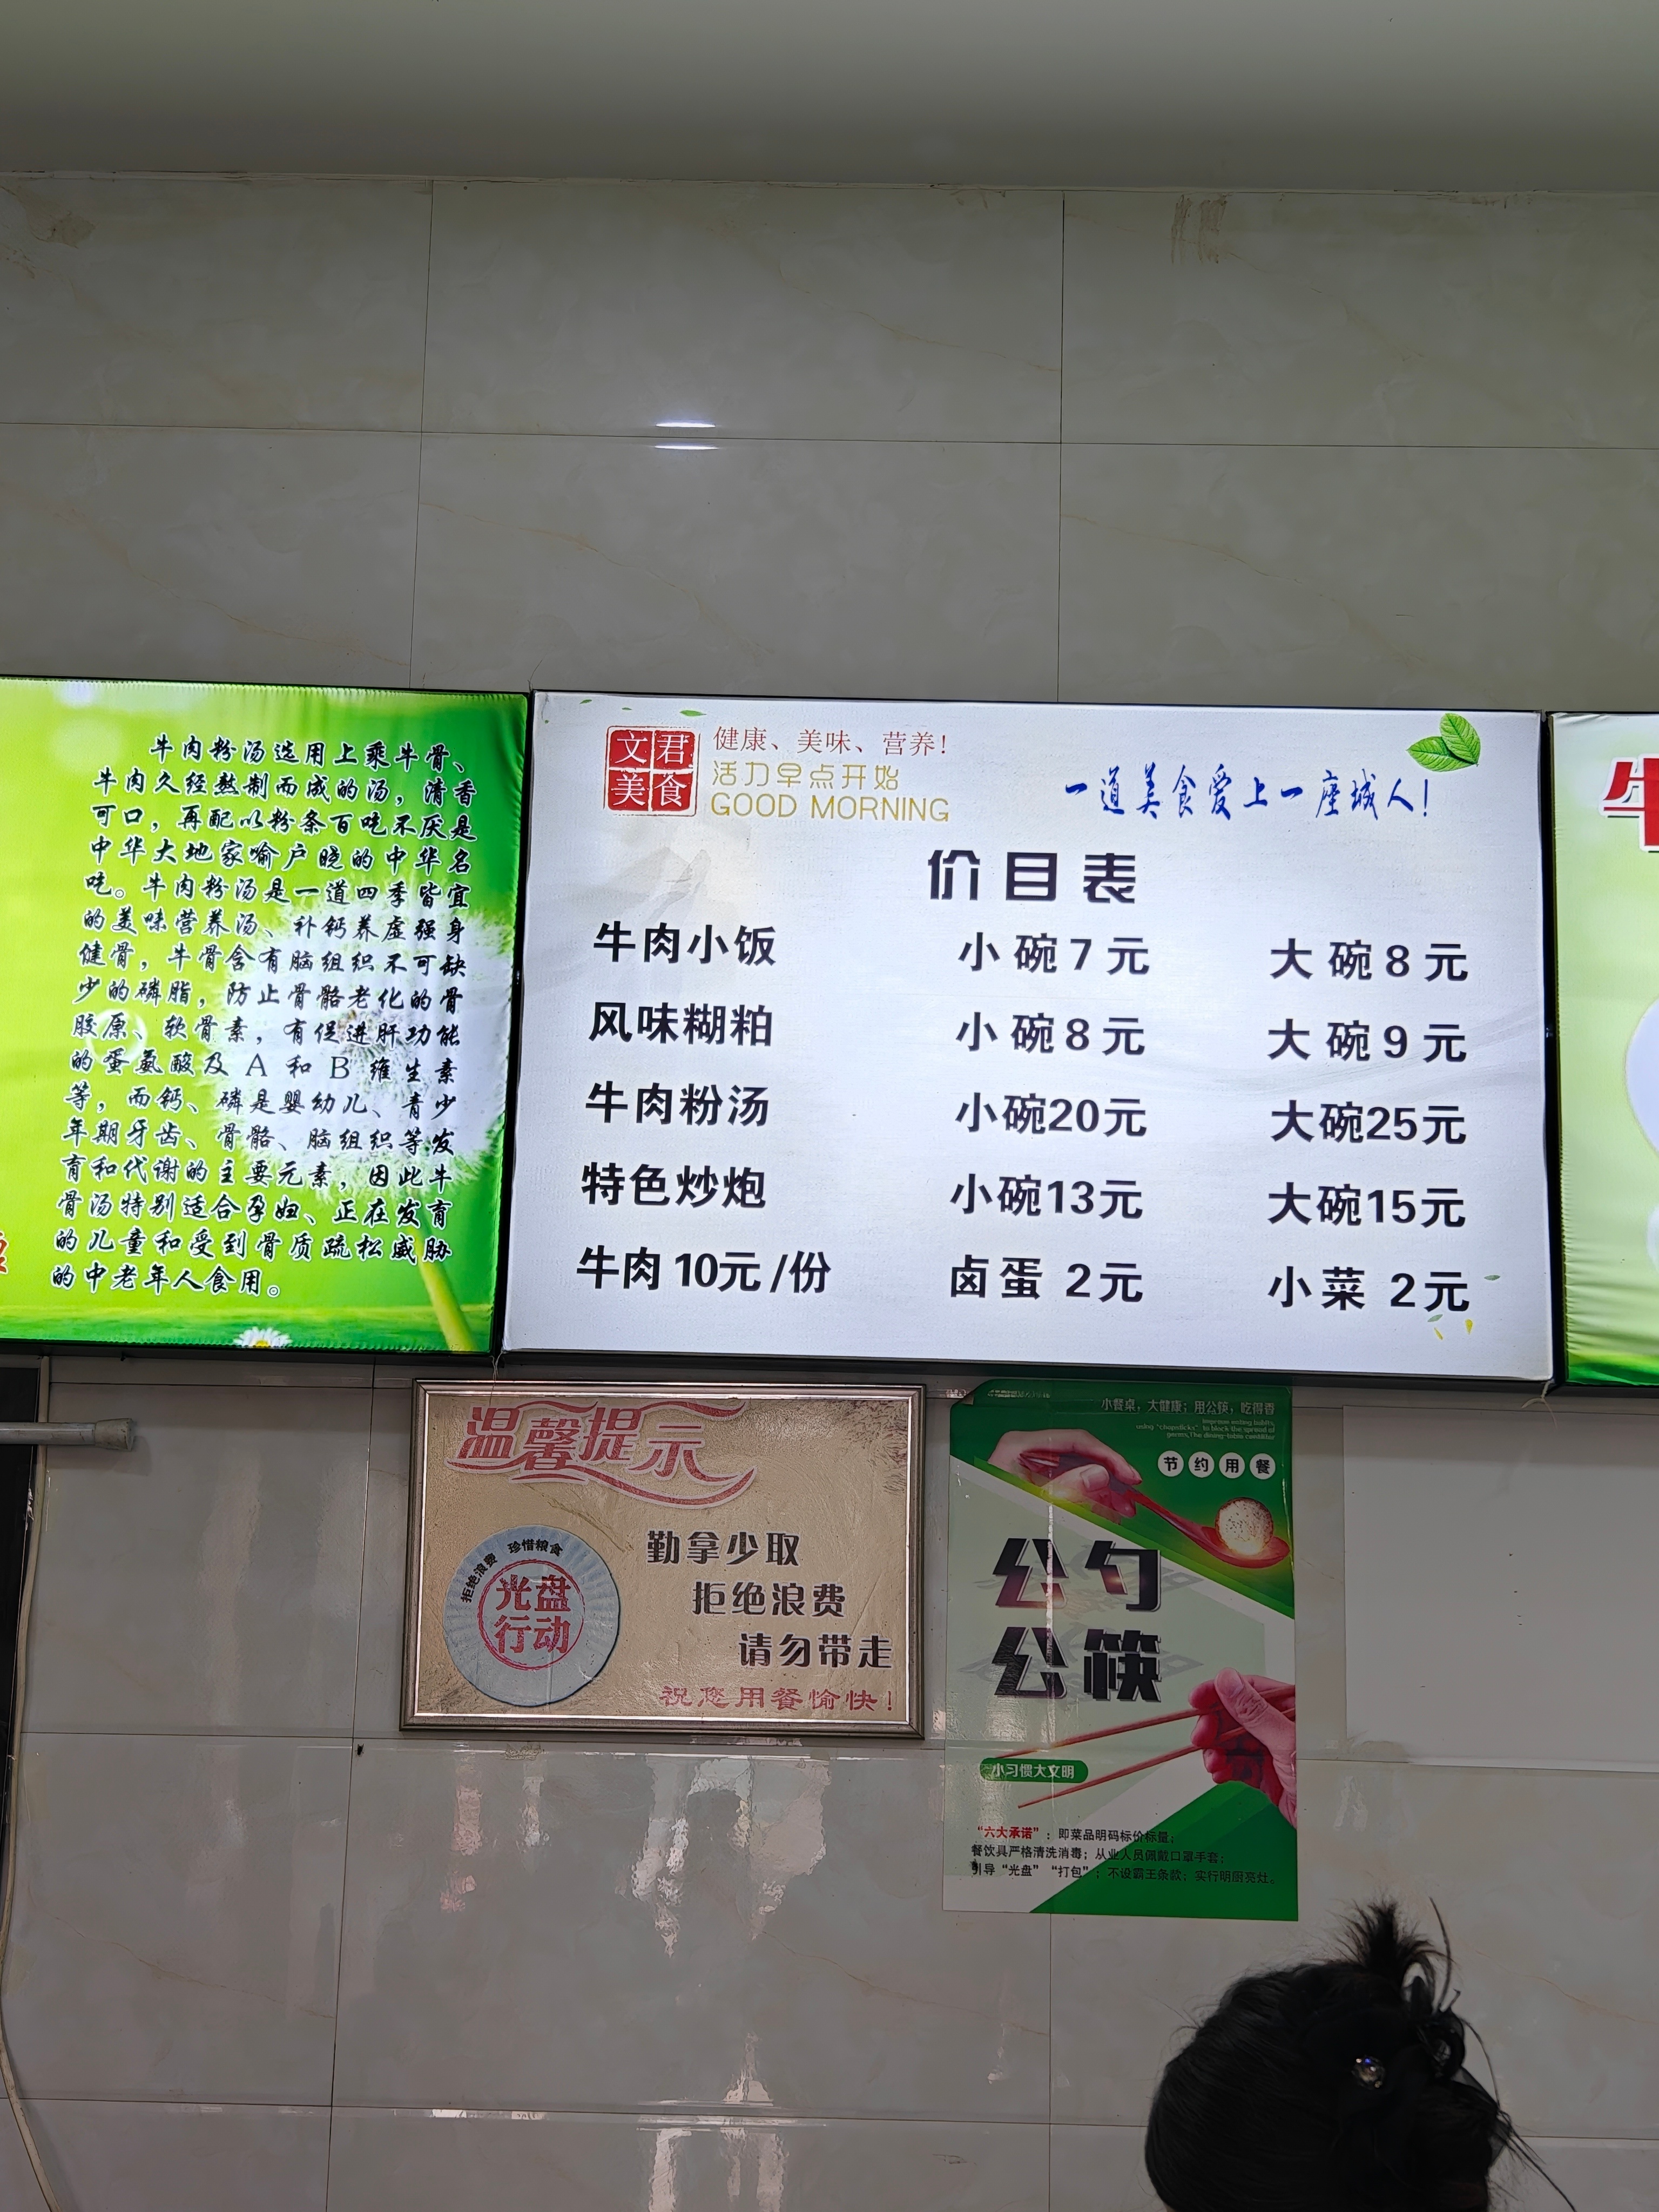 牛肉粉汤选用上乘牛骨、
牛肉久经熬制而成的汤，清香
可口，再配以粉条百吃不厌是
中华大地家喻户晓的中华名
吃。牛肉粉汤是一道四季皆宜
的美味营养汤、补钙养虚强身
健骨，牛骨含有脑组织不可缺
少的磷脂，防止骨骼老化的骨
胶原、软骨素，有促进肝功能
的蛋氨酸及 A 和 B 维生素
等，而钙、磷是婴幼儿、青少
年期牙齿、骨骼、脑组织等发
育和代谢的主要元素，因此牛
骨汤特别适合孕妇、正在发育
的儿童和受到骨质疏松威胁
的中老年人食用。
文君
美食
健康、美味、营养！
活力早点开始
GOOD MORNING
一道美食爱上一座城人！
价目表
牛肉小饭 小碗7元 大碗8元
风味糊粕 小碗8元 大碗9元
牛肉粉汤 小碗20元 大碗25元
特色炒炮 小碗13元 大碗15元
牛肉10元/份 卤蛋 2元 小菜 2元
牛
温馨提示
拒绝浪费 珍惜粮食
光盘
行动
勤拿少取
拒绝浪费
请勿带走
祝您用餐愉快！
小餐桌，大健康；用公筷，吃得香
Improve eating habits,
using "chopsticks" to block the spread of
germs,The dining-table
节约用餐
公勺
公筷
小习惯大文明
“六大承诺”：即菜品明码标价标量；
餐饮具严格清洗消毒；从业人员佩戴口罩手套；
引导“光盘”“打包”；不设霸王条款；实行明厨亮灶。